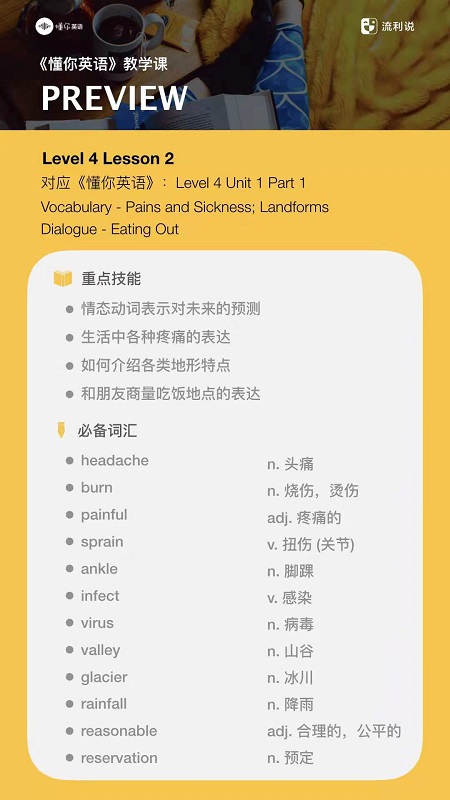 懂你英语
流利说
《懂你英语》教学课
PREVIEW
Level 4 Lesson 2
对应《懂你英语》：Level 4 Unit 1 Part 1
Vocabulary - Pains and Sickness; Landforms
Dialogue - Eating Out
重点技能
情态动词表示对未来的预测
生活中各种疼痛的表达
如何介绍各类地形特点
和朋友商量吃饭地点的表达
必备词汇
headache n. 头痛
burn n. 烧伤，烫伤
painful adj. 疼痛的
sprain v. 扭伤 (关节)
ankle n. 脚踝
infect v. 感染
virus n. 病毒
valley n. 山谷
glacier n. 冰川
rainfall n. 降雨
reasonable adj. 合理的，公平的
reservation n. 预定